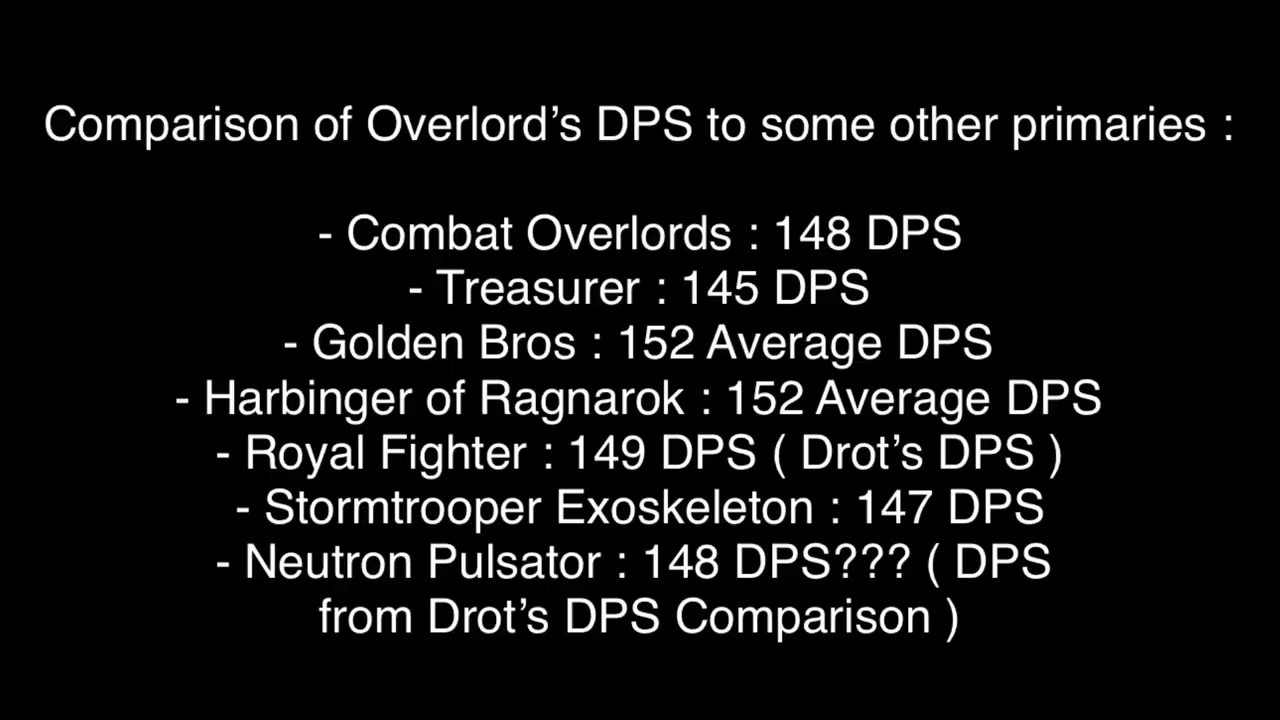 Comparison of Overlord’s DPS to some other primaries :
- Combat Overlords : 148 DPS
- Treasurer : 145 DPS
- Golden Bros : 152 Average DPS
- Harbinger of Ragnarok : 152 Average DPS
- Royal Fighter : 149 DPS ( Drot’s DPS )
- Stormtrooper Exoskeleton : 147 DPS
- Neutron Pulsator : 148 DPS??? ( DPS
from Drot’s DPS Comparison )